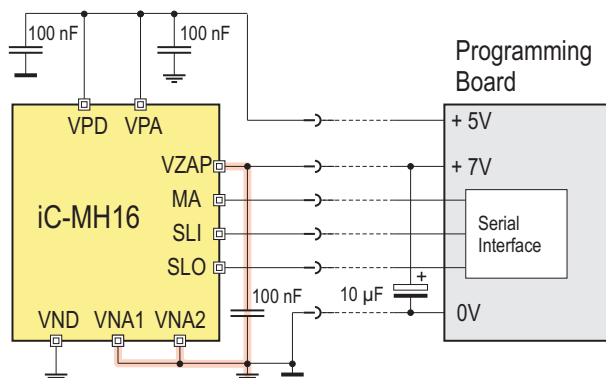 100 nF
100 nF
Programming
Board
VPD
VPA
+ 5V
VZAP
+ 7V
iC-MH16
MA
SLI
SLO
Serial
Interface
100 nF
10 µF
+
0V
VND
VNA1
VNA2